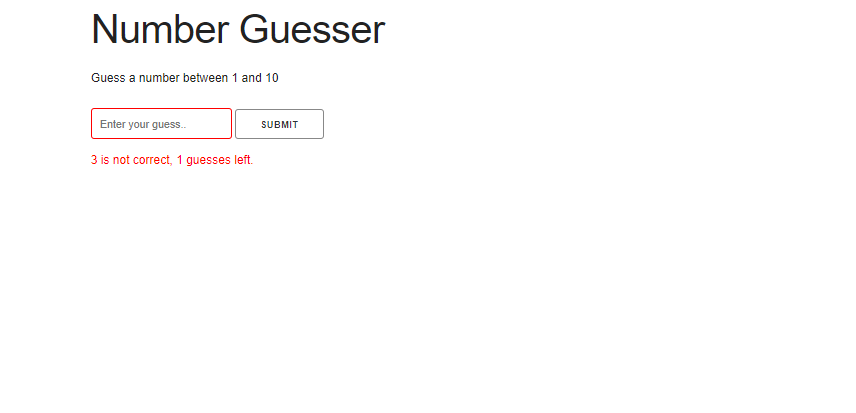 Number Guesser
Guess a number between 1 and 10
Enter your guess..
SUBMIT
3 is not correct, 1 guesses left.